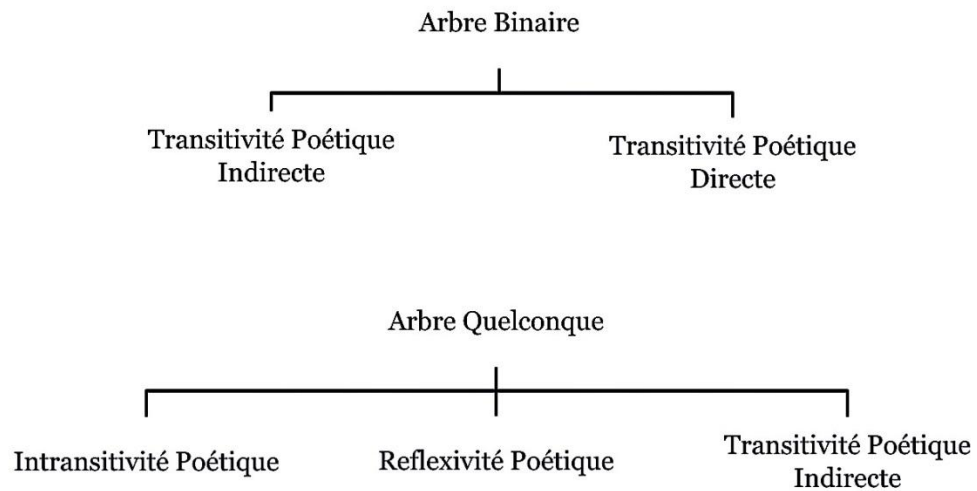 Arbre Binaire
Transitivité Poétique
Indirecte
Transitivité Poétique
Directe
Arbre Quelconque
Intransitivité Poétique
Reflexivité Poétique
Transitivité Poétique
Indirecte